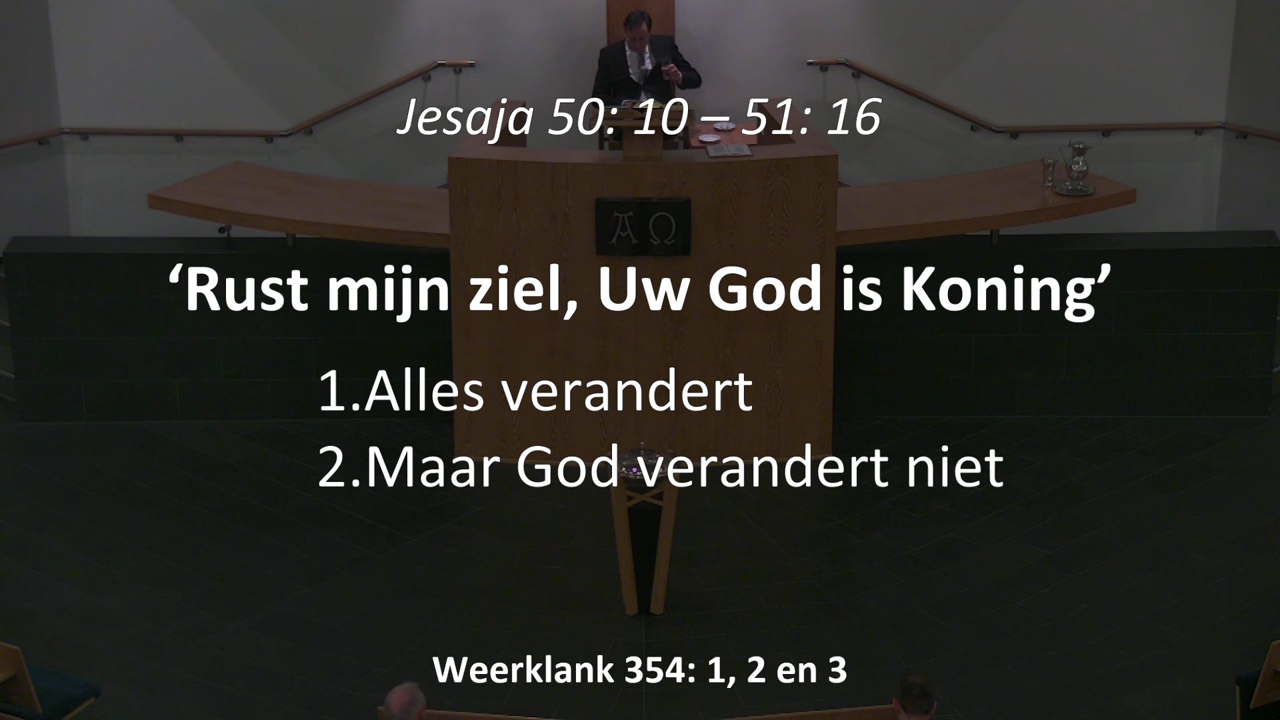 Jesaja 50: 10 – 51: 16
Α Ω
‘Rust mijn ziel, Uw God is Koning’
1.Alles verandert
2.Maar God verandert niet
Weerklank 354: 1, 2 en 3